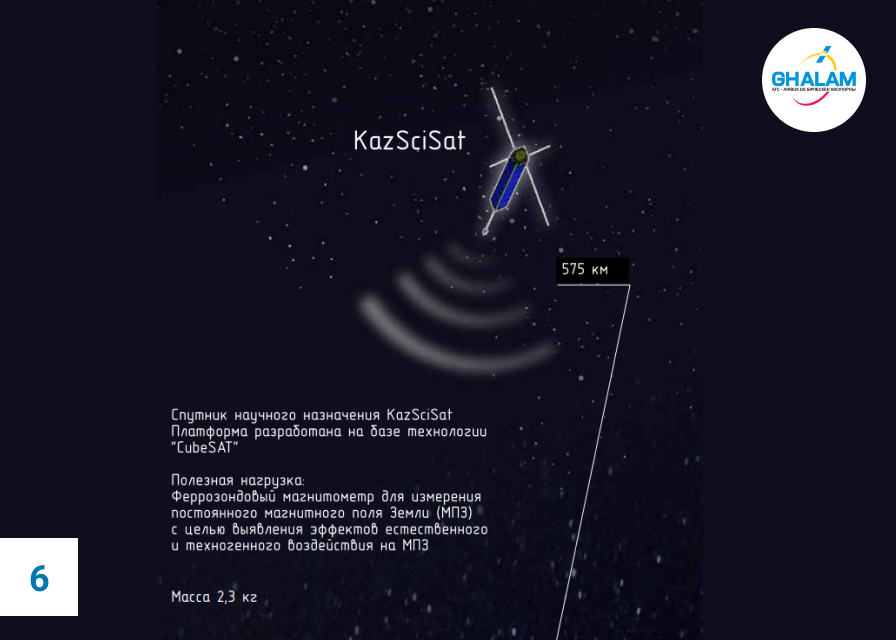 GHALAM
ҚҒС - AIRBUS DS БІРЛЕСКЕН КӘСІПОРНЫ
KazSciSat
575 км
Спутник научного назначения KazSciSat
Платформа разработана на базе технологии
"CubeSAT"
Полезная нагрузка:
Феррозондовый магнитометр для измерения
постоянного магнитного поля Земли (МПЗ)
с целью выявления эффектов естественного
и техногенного воздействия на МПЗ
Масса 2,3 кг
6